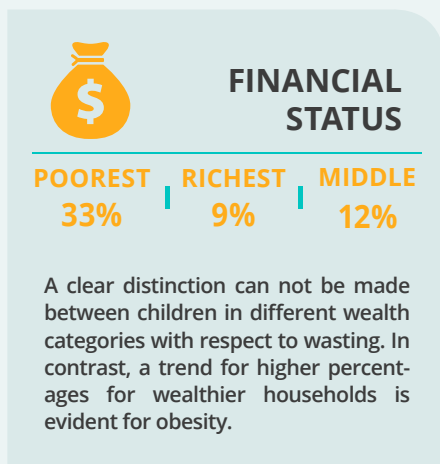 $
FINANCIAL
STATUS
POOREST RICHEST MIDDLE
33% 9% 12%
A clear distinction can not be made
between children in different wealth
categories with respect to wasting. In
contrast, a trend for higher percent-
ages for wealthier households is
evident for obesity.